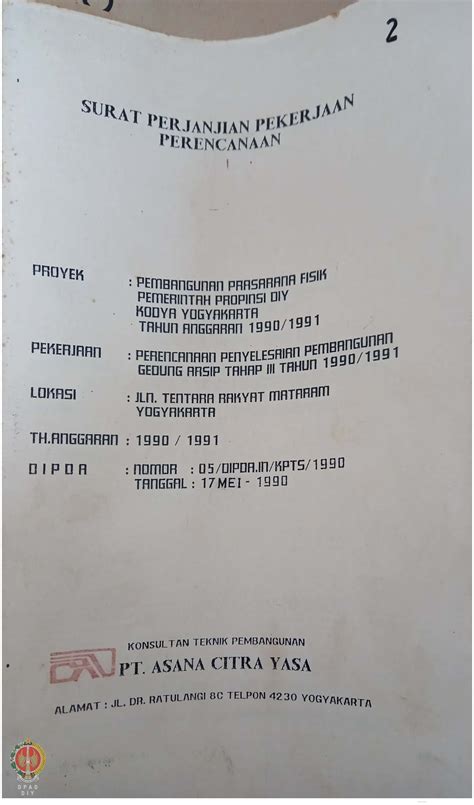 2
SURAT PERJANJIAN PEKERJAAN
PERENCANAAN
PROYEK : PEMBANGUNAN PRASARANA FISIK
PEMERINTAH PROPINSI DIY
KODYA YOGYAKARTA
TAHUN ANGGARAN 1990/1991
PEKERJAAN : PERENCANAAN PENYELESAIAN PEMBANGUNAN
GEDUNG ARSIP TAHAP III TAHUN 1990/1991
LOKASI : JLN. TENTARA RAKYAT MATARAM
YOGYAKARTA
TH.ANGGARAN : 1990 / 1991
D I P D A : NOMOR : 05/DIPDA.IN/KPTS/1990
TANGGAL : 17 MEI - 1990
KONSULTAN TEKNIK PEMBANGUNAN
PT. ASANA CITRA YASA
ALAMAT : JL. DR. RATULANGI 8C TELPON 4230 YOGYAKARTA
DPAD
DIY